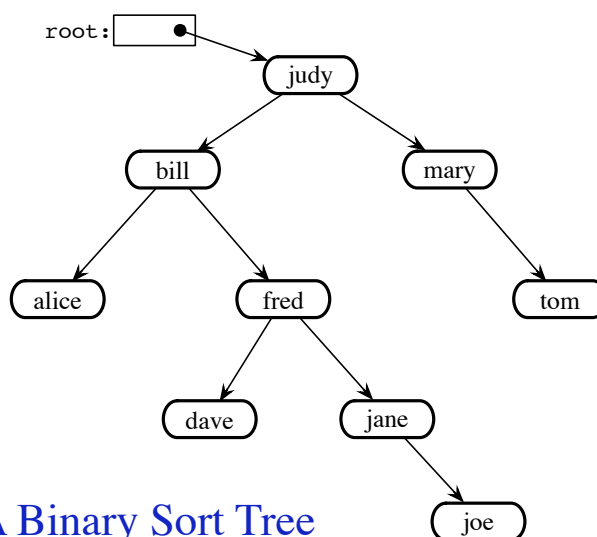 root:
judy
bill
mary
alice
fred
tom
dave
jane
A Binary Sort Tree
joe